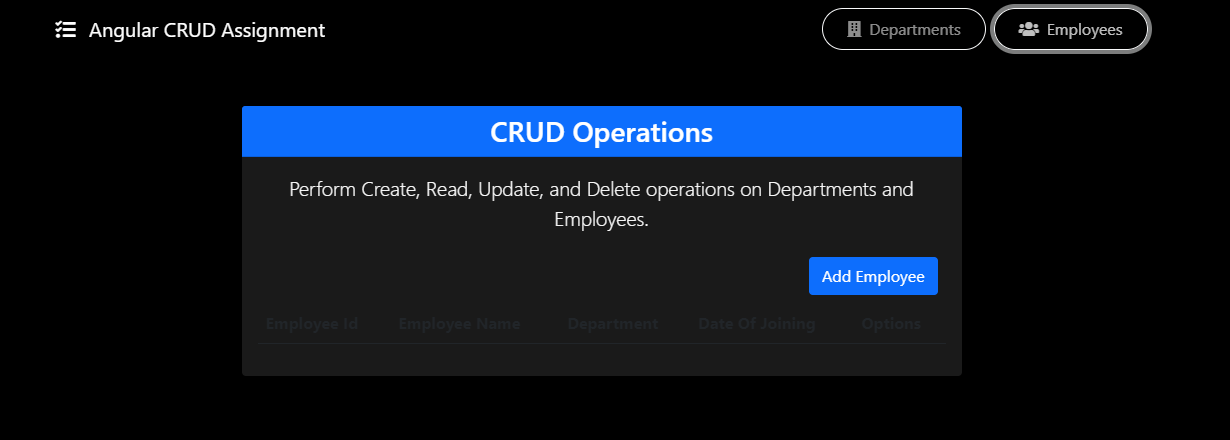 Angular CRUD Assignment
Departments
Employees
CRUD Operations
Perform Create, Read, Update, and Delete operations on Departments and
Employees.
Add Employee
Employee Id Employee Name Department Date Of Joining Options